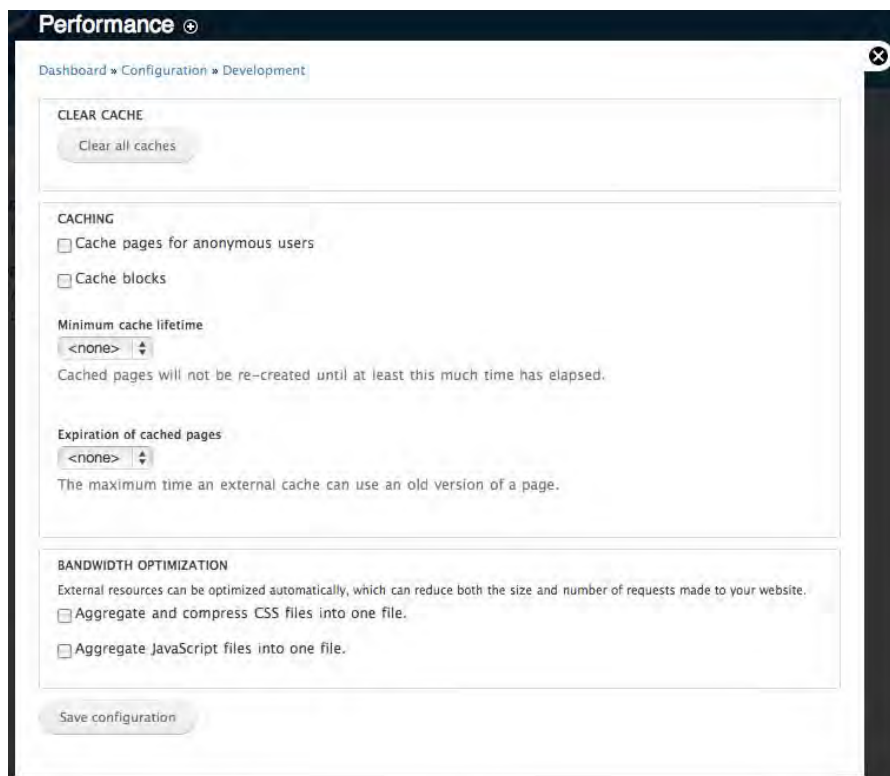 Performance
Dashboard » Configuration » Development
CLEAR CACHE
Clear all caches
CACHING
Cache pages for anonymous users
Cache blocks
Minimum cache lifetime
<none>
Cached pages will not be re-created until at least this much time has elapsed.
Expiration of cached pages
<none>
The maximum time an external cache can use an old version of a page.
BANDWIDTH OPTIMIZATION
External resources can be optimized automatically, which can reduce both the size and number of requests made to your website.
Aggregate and compress CSS files into one file.
Aggregate JavaScript files into one file.
Save configuration